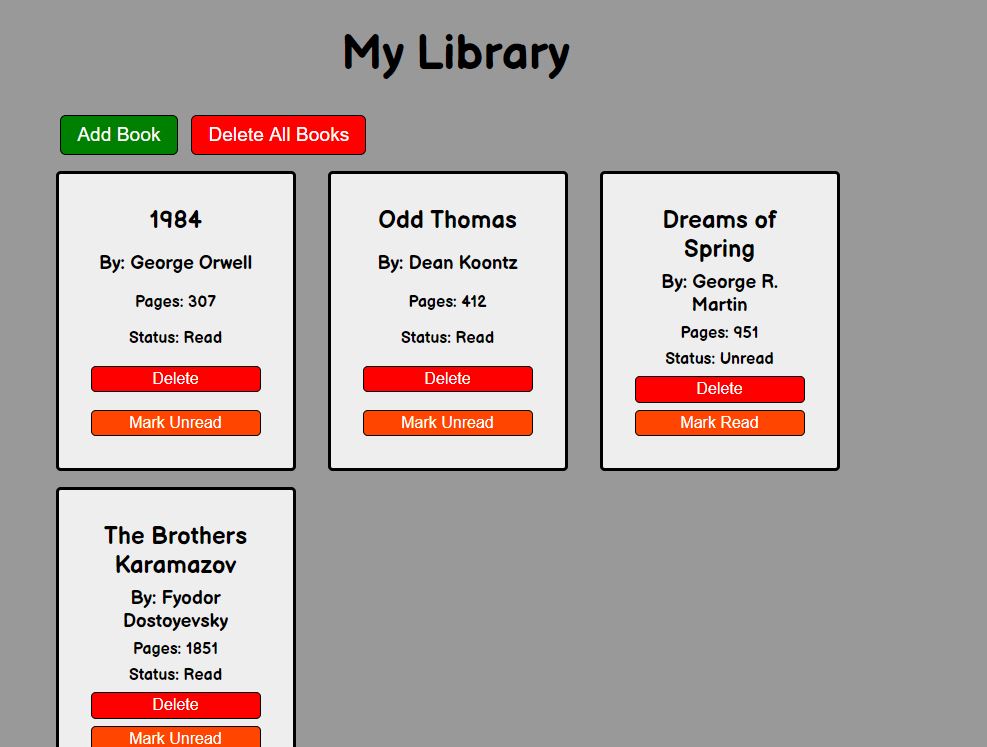 My Library
Add Book
Delete All Books
1984
By: George Orwell
Pages: 307
Status: Read
Delete
Mark Unread
Odd Thomas
By: Dean Koontz
Pages: 412
Status: Read
Delete
Mark Unread
Dreams of
Spring
By: George R.
Martin
Pages: 951
Status: Unread
Delete
Mark Read
The Brothers
Karamazov
By: Fyodor
Dostoyevsky
Pages: 1851
Status: Read
Delete
Mark Unread